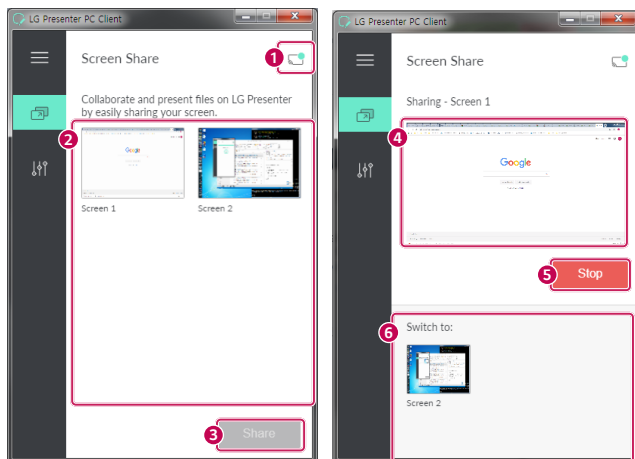 LG Presenter PC Client
Screen Share
1
Collaborate and present files on LG Presenter
by easily sharing your screen.
2
Google
Screen 1
Screen 2
3
Share
LG Presenter PC Client
Screen Share
Sharing - Screen 1
4
Google
5
Stop
6
Switch to:
Screen 2